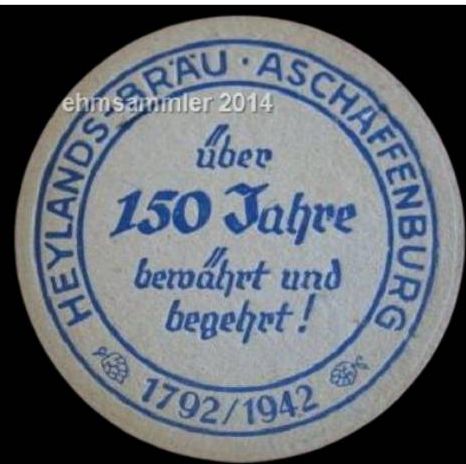 HEYLANDS-BRÄU · ASCHAFFENBURG
ehmsammler 2014
über
150 Jahre
bewährt und
begehrt!
1792/1942